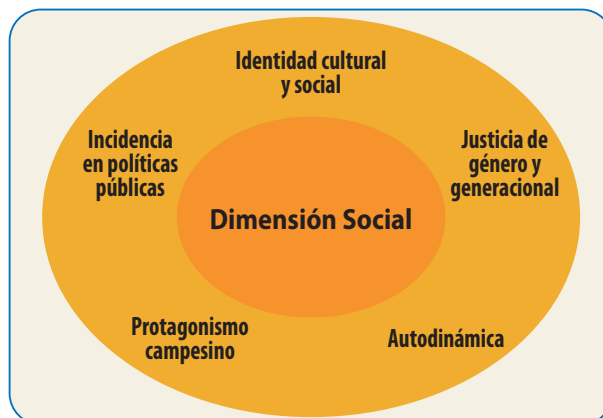 Identidad cultural
y social
Incidencia
en políticas
públicas
Justicia de
género y
generacional
Dimensión Social
Protagonismo
campesino
Autodinámica